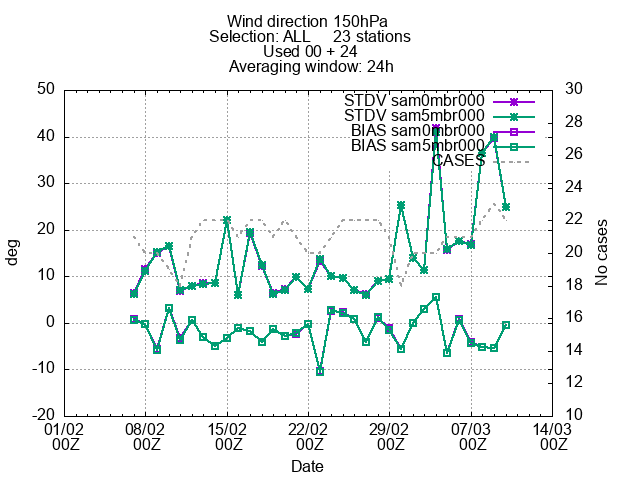 Wind direction 150hPa
Selection: ALL 23 stations
Used 00 + 24
Averaging window: 24h
STDV sam0mbr000
STDV sam5mbr000
BIAS sam0mbr000
BIAS sam5mbr000
CASES
50
40
30
20
10
0
-10
-20
deg
30
28
26
24
22
20
18
16
14
12
10
No cases
01/02 08/02 15/02 22/02 29/02 07/03 14/03
00Z 00Z 00Z 00Z 00Z 00Z 00Z
Date